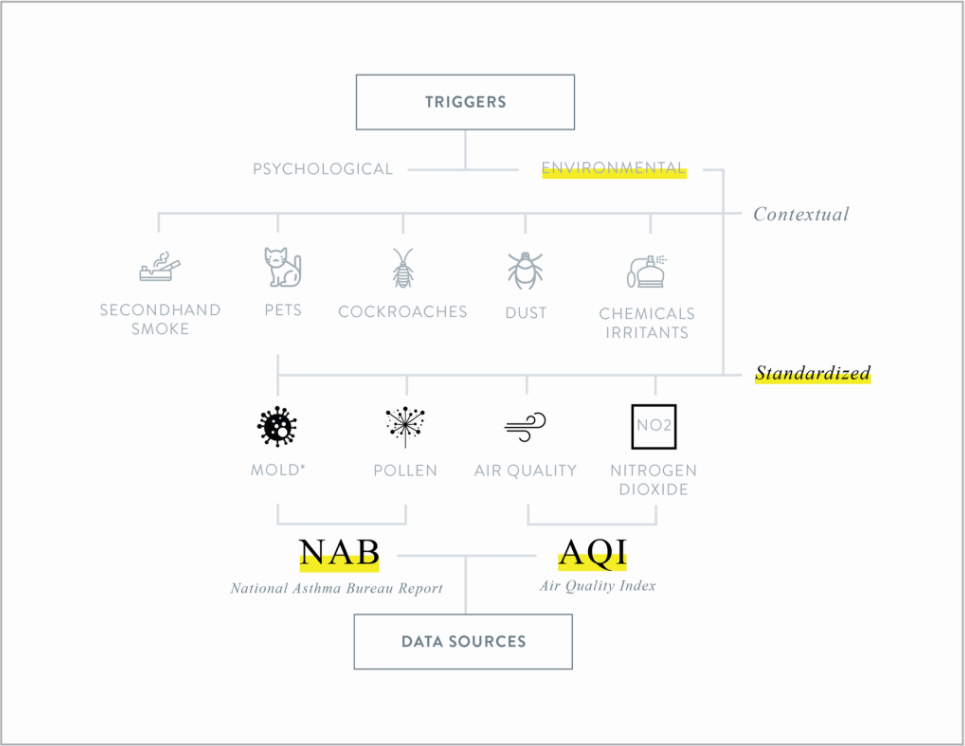 TRIGGERS
PSYCHOLOGICAL
ENVIRONMENTAL
Contextual
SECONDHAND
SMOKE
PETS
COCKROACHES
DUST
CHEMICALS
IRRITANTS
Standardized
NO2
MOLD*
POLLEN
AIR QUALITY
NITROGEN
DIOXIDE
NAB
AQI
National Asthma Bureau Report
Air Quality Index
DATA SOURCES